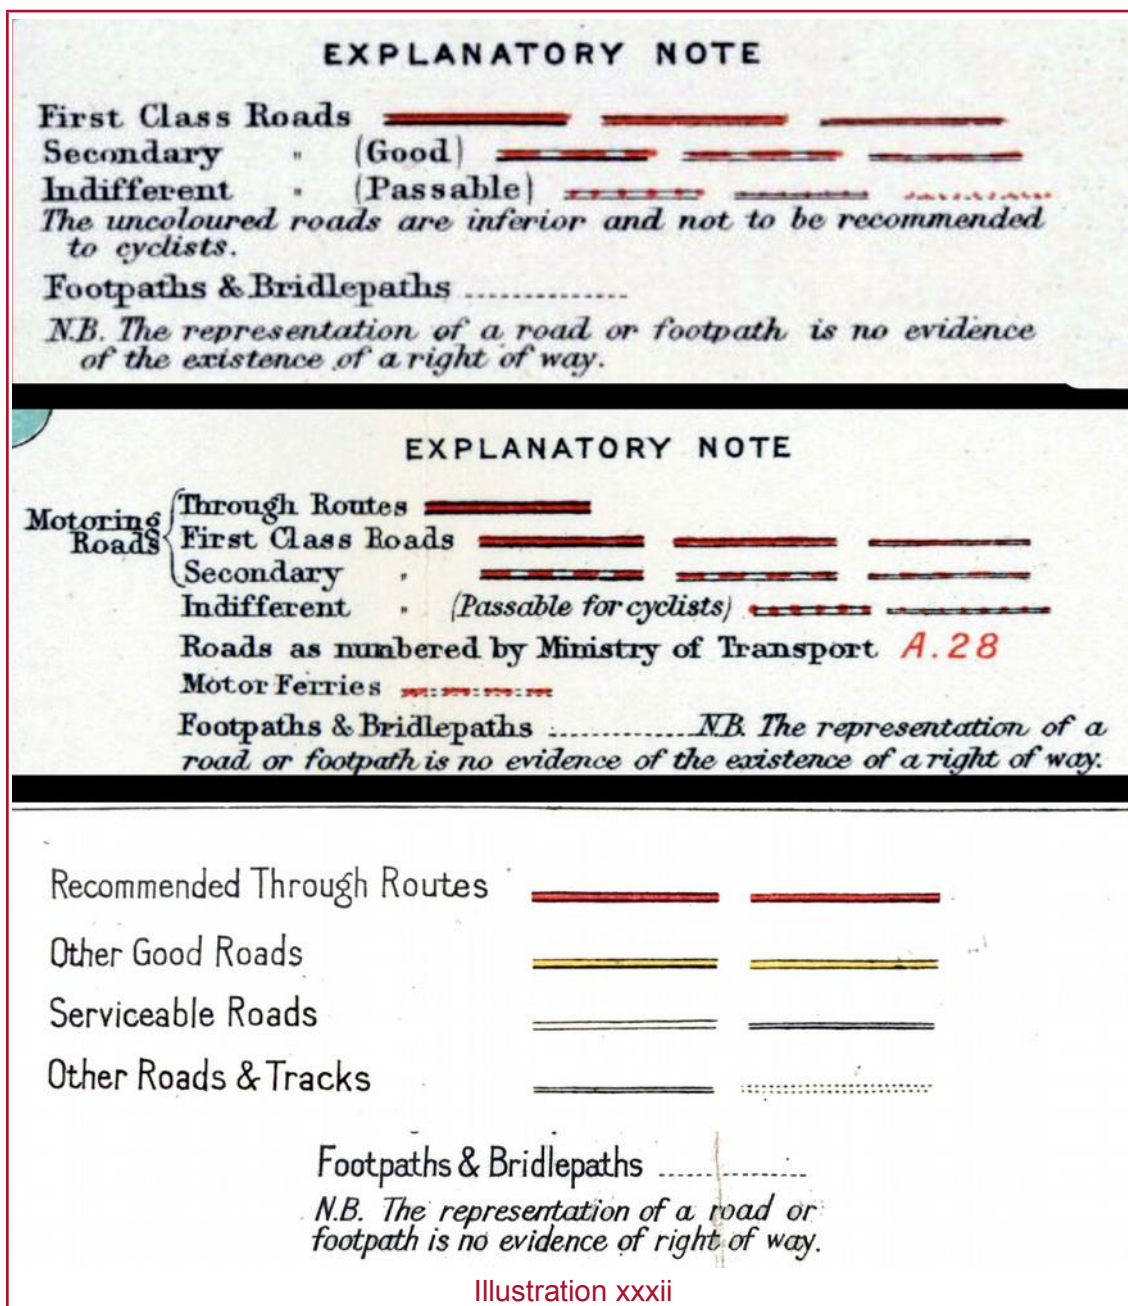 EXPLANATORY NOTE
First Class Roads
Secondary " (Good)
Indifferent " (Passable)
The uncoloured roads are inferior and not to be recommended
to cyclists.
Footpaths & Bridlepaths ..............
N.B. The representation of a road or footpath is no evidence
of the existence of a right of way.
EXPLANATORY NOTE
Motoring Roads
Through Routes
First Class Roads
Secondary "
Indifferent " (Passable for cyclists)
Roads as numbered by Ministry of Transport A.28
Motor Ferries
Footpaths & Bridlepaths ..............N.B. The representation of a
road or footpath is no evidence of the existence of a right of way.
Recommended Through Routes
Other Good Roads
Serviceable Roads
Other Roads & Tracks
Footpaths & Bridlepaths ..............
N.B. The representation of a road or
footpath is no evidence of right of way.
Illustration xxxii